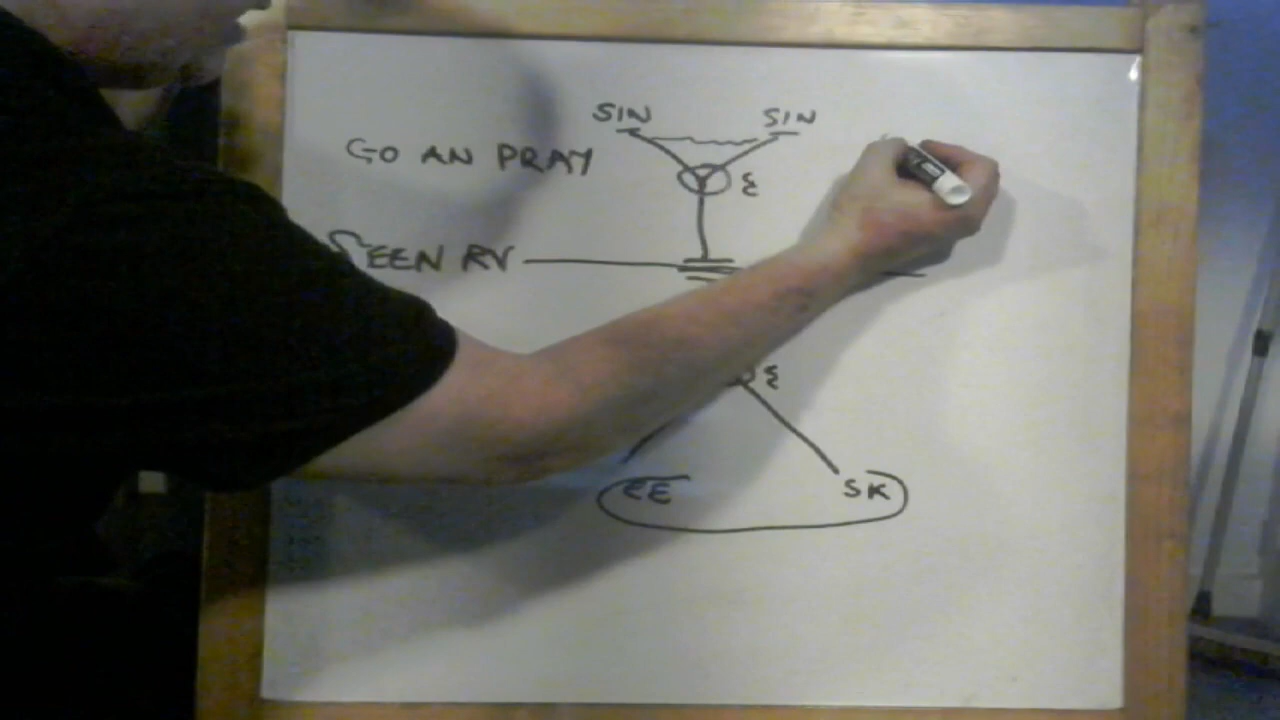 SIN SIN
GO AN PRAY
Σ
SEEN RV
Σ
EE SK